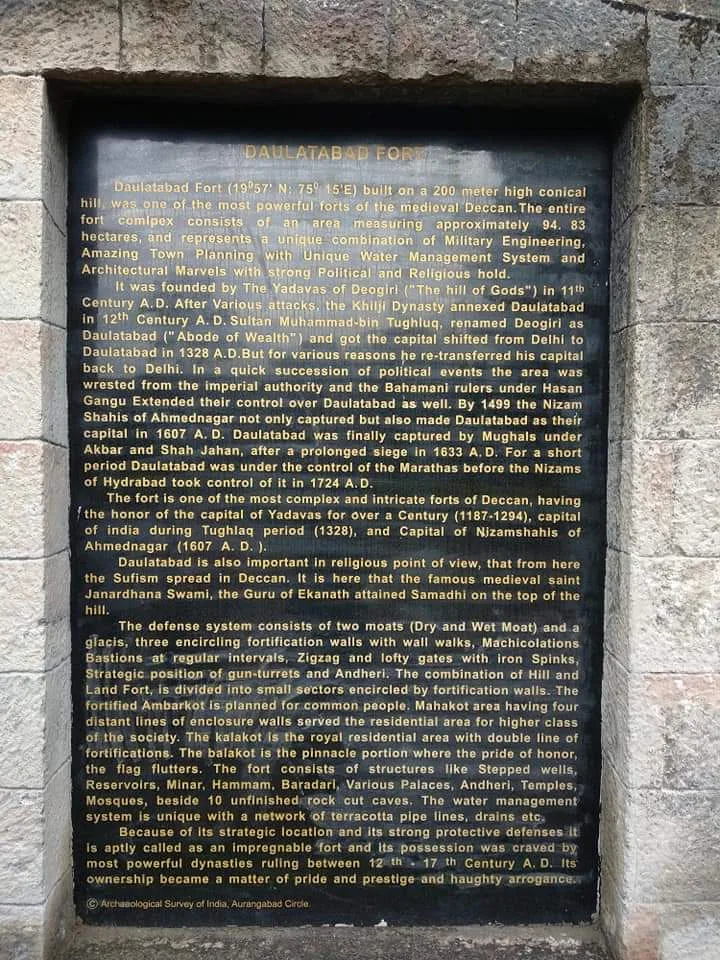 DAULATABAD FORT
Daulatabad Fort (19⁰57' N; 75⁰ 15'E) built on a 200 meter high conical
hill, was one of the most powerful forts of the medieval Deccan.The entire
fort comlpex consists of an area measuring approximately 94. 83
hectares, and represents a unique combination of Military Engineering,
Amazing Town Planning with Unique Water Management System and
Architectural Marvels with strong Political and Religious hold.
It was founded by The Yadavas of Deogiri ("The hill of Gods") in 11th
Century A.D. After Various attacks, the Khilji Dynasty annexed Daulatabad
in 12th Century A. D. Sultan Muhammad-bin Tughluq, renamed Deogiri as
Daulatabad ("Abode of Wealth") and got the capital shifted from Delhi to
Daulatabad in 1328 A.D.But for various reasons he re-transferred his capital
back to Delhi. In a quick succession of political events the area was
wrested from the imperial authority and the Bahamani rulers under Hasan
Gangu Extended their control over Daulatabad as well. By 1499 the Nizam
Shahis of Ahmednagar not only captured but also made Daulatabad as their
capital in 1607 A. D. Daulatabad was finally captured by Mughals under
Akbar and Shah Jahan, after a prolonged siege in 1633 A. D. For a short
period Daulatabad was under the control of the Marathas before the Nizams
of Hydrabad took control of it in 1724 A.D.
The fort is one of the most complex and intricate forts of Deccan, having
the honor of the capital of Yadavas for over a Century (1187-1294), capital
of india during Tughlaq period (1328), and Capital of Nizamshahis of
Ahmednagar (1607 A. D. ).
Daulatabad is also important in religious point of view, that from here
the Sufism spread in Deccan. It is here that the famous medieval saint
Janardhana Swami, the Guru of Ekanath attained Samadhi on the top of the
hill.
The defense system consists of two moats (Dry and Wet Moat) and a
glacis, three encircling fortification walls with wall walks, Machicolations
Bastions at regular intervals, Zigzag and lofty gates with iron Spinks,
Strategic position of gun-turrets and Andheri. The combination of Hill and
Land Fort, is divided into small sectors encircled by fortification walls. The
fortified Ambarkot is planned for common people. Mahakot area having four
distant lines of enclosure walls served the residential area for higher class
of the society. The kalakot is the royal residential area with double line of
fortifications. The balakot is the pinnacle portion where the pride of honor,
the flag flutters. The fort consists of structures like Stepped wells,
Reservoirs, Minar, Hammam, Baradari, Various Palaces, Andheri, Temples,
Mosques, beside 10 unfinished rock cut caves. The water management
system is unique with a network of terracotta pipe lines, drains etc.
Because of its strategic location and its strong protective defenses it
is aptly called as an impregnable fort and its possession was craved by
most powerful dynasties ruling between 12 th - 17 th Century A. D. Its
ownership became a matter of pride and prestige and haughty arrogance.
© Archaeological Survey of India, Aurangabad Circle.